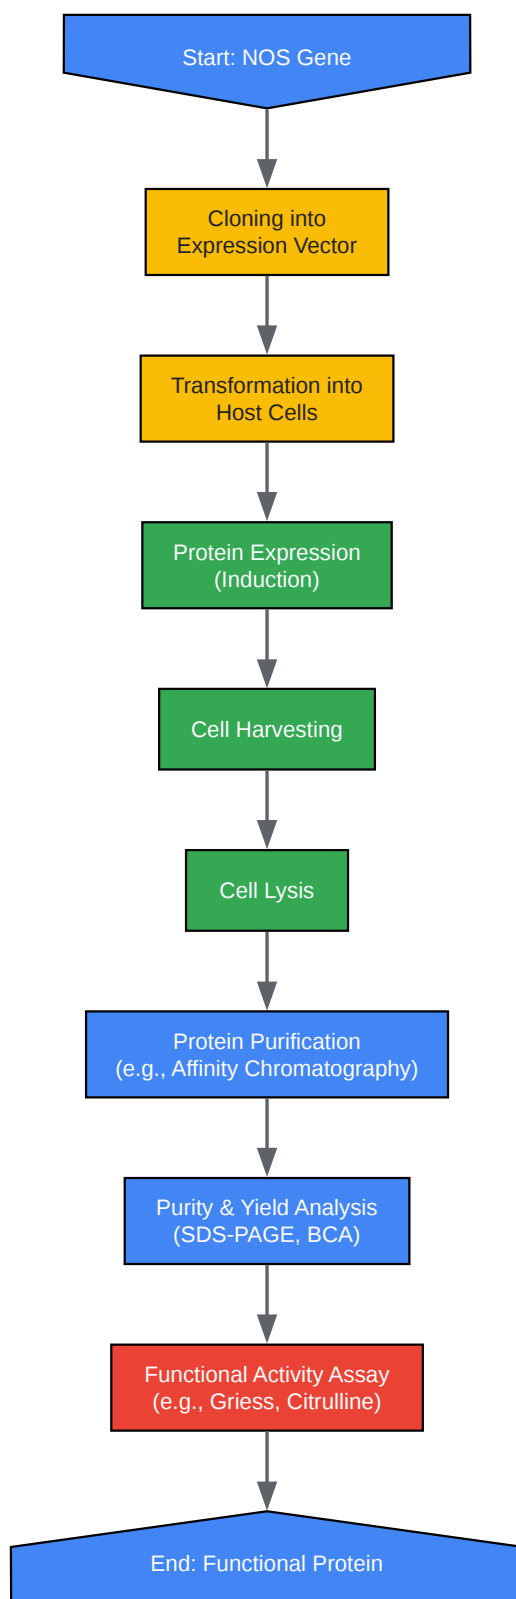 Start: NOS Gene
Cloning into
Expression Vector
Transformation into
Host Cells
Protein Expression
(Induction)
Cell Harvesting
Cell Lysis
Protein Purification
(e.g., Affinity Chromatography)
Purity & Yield Analysis
(SDS-PAGE, BCA)
Functional Activity Assay
(e.g., Griess, Citrulline)
End: Functional Protein